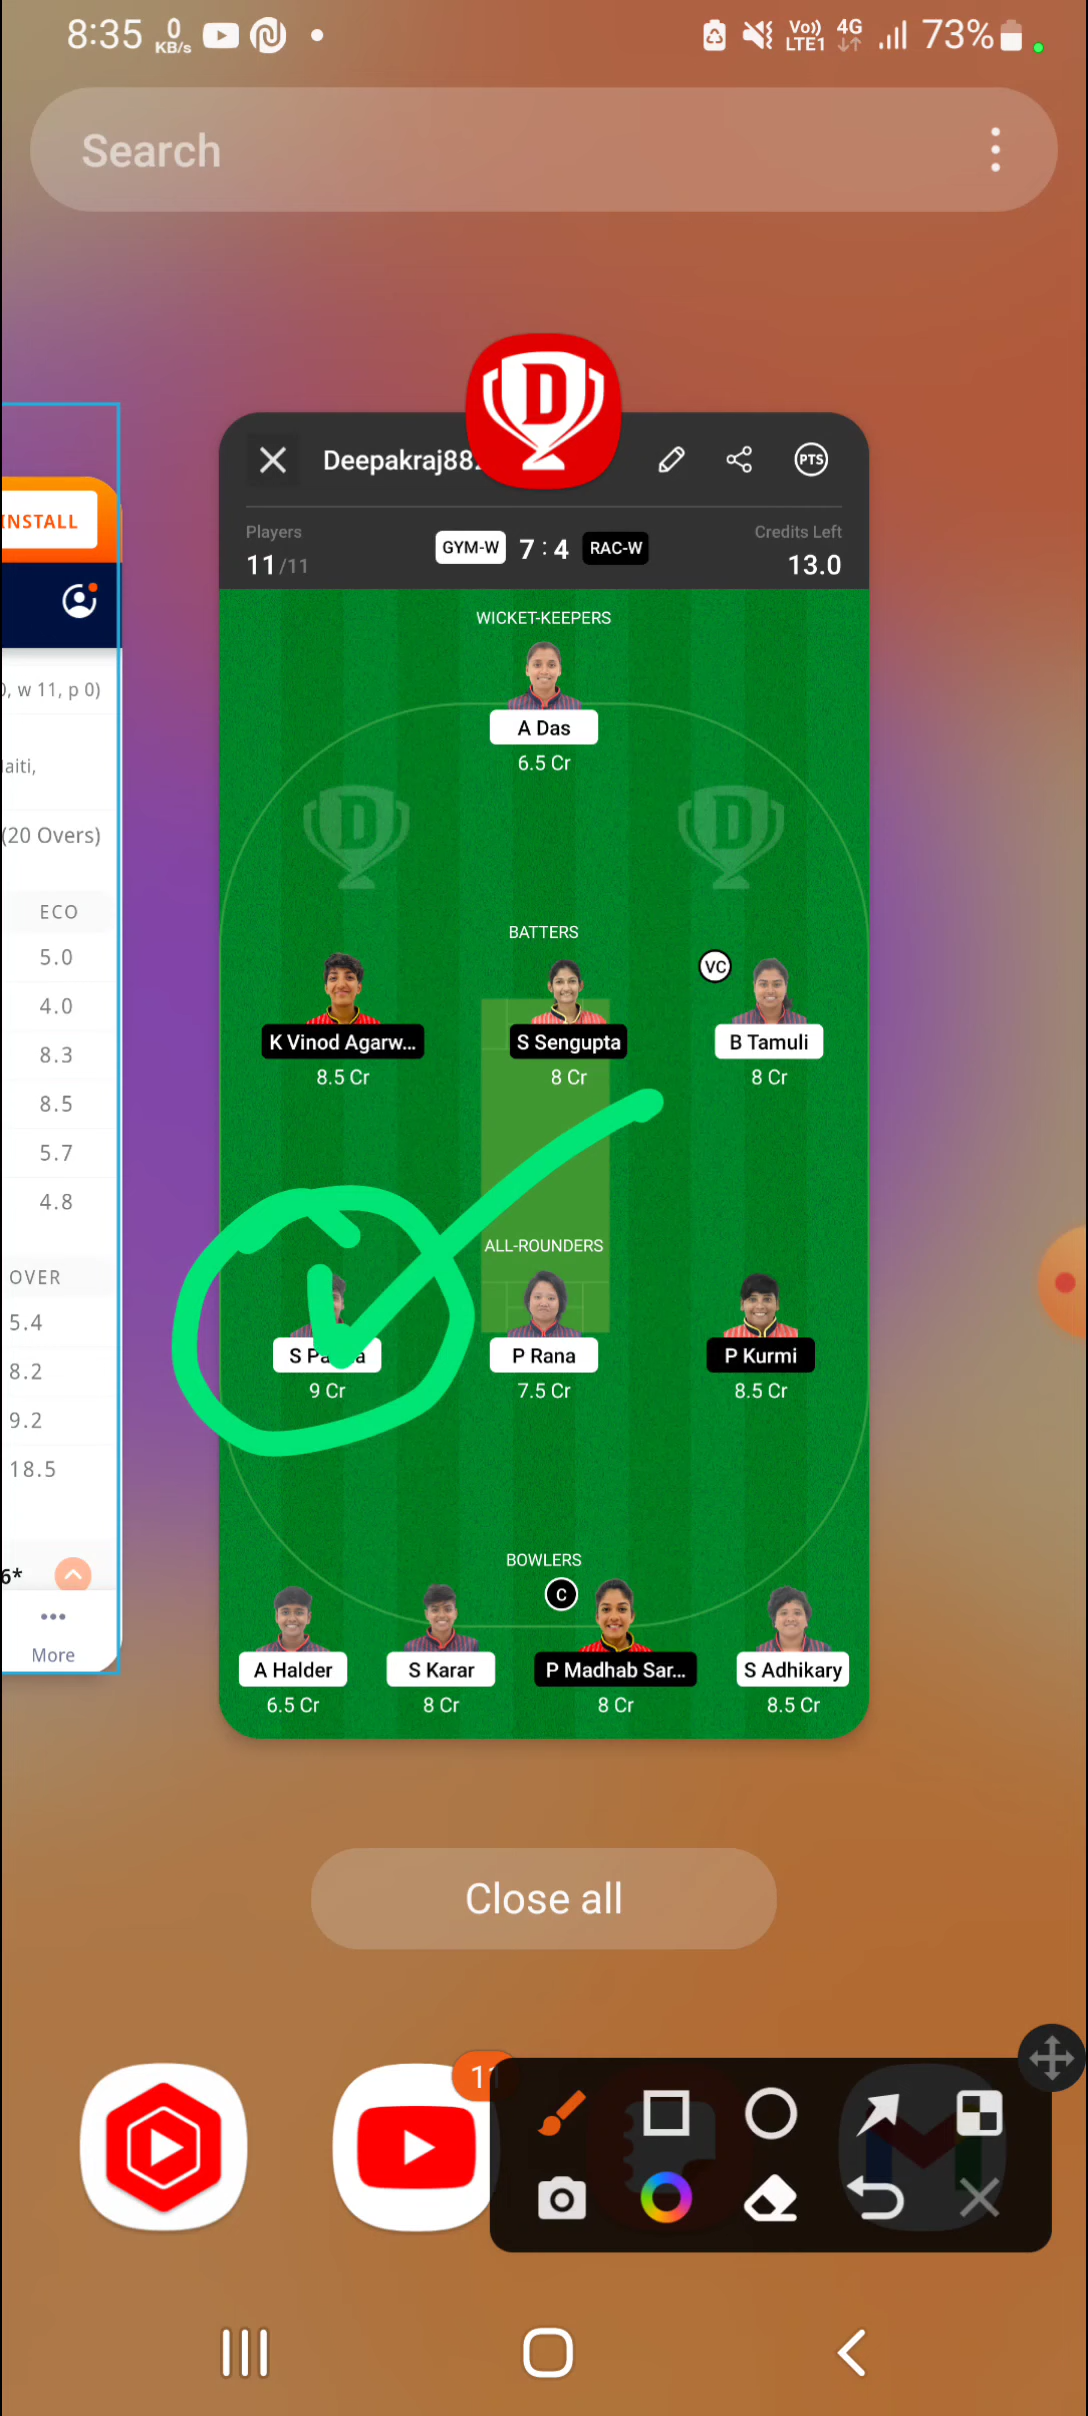 8:35 0 KB/s Vo)) LTE1 4G 73%
Search
INSTALL
Players
11/11
GYM-W 7 : 4 RAC-W
Credits Left
13.0
, w 11, p 0)
(20 Overs)
ECO
5.0
4.0
8.3
8.5
5.7
4.8
OVER
5.4
8.2
9.2
18.5
6*
More
PTS
WICKET-KEEPERS
A Das
6.5 Cr
BATTERS
VC
K Vinod Agarw...
8.5 Cr
S Sengupta
8 Cr
B Tamuli
8 Cr
ALL-ROUNDERS
S
9 Cr
P Rana
7.5 Cr
P Kurmi
8.5 Cr
BOWLERS
C
A Halder
6.5 Cr
S Karar
8 Cr
P Madhab Sar...
8 Cr
S Adhikary
8.5 Cr
Close all